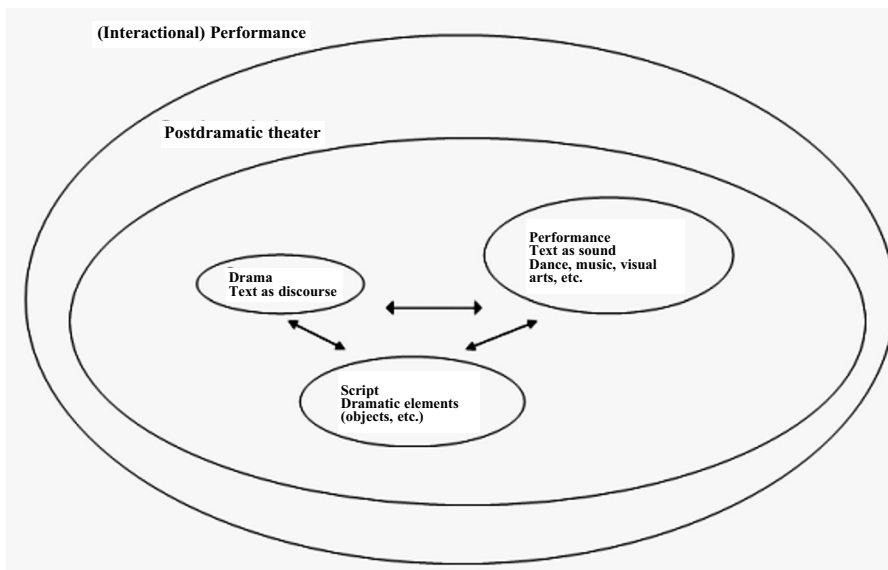 (Interactional) Performance
Postdramatic theater
Performance
Text as sound
Dance, music, visual
arts, etc.
Drama
Text as discourse
Script
Dramatic elements
(objects, etc.)